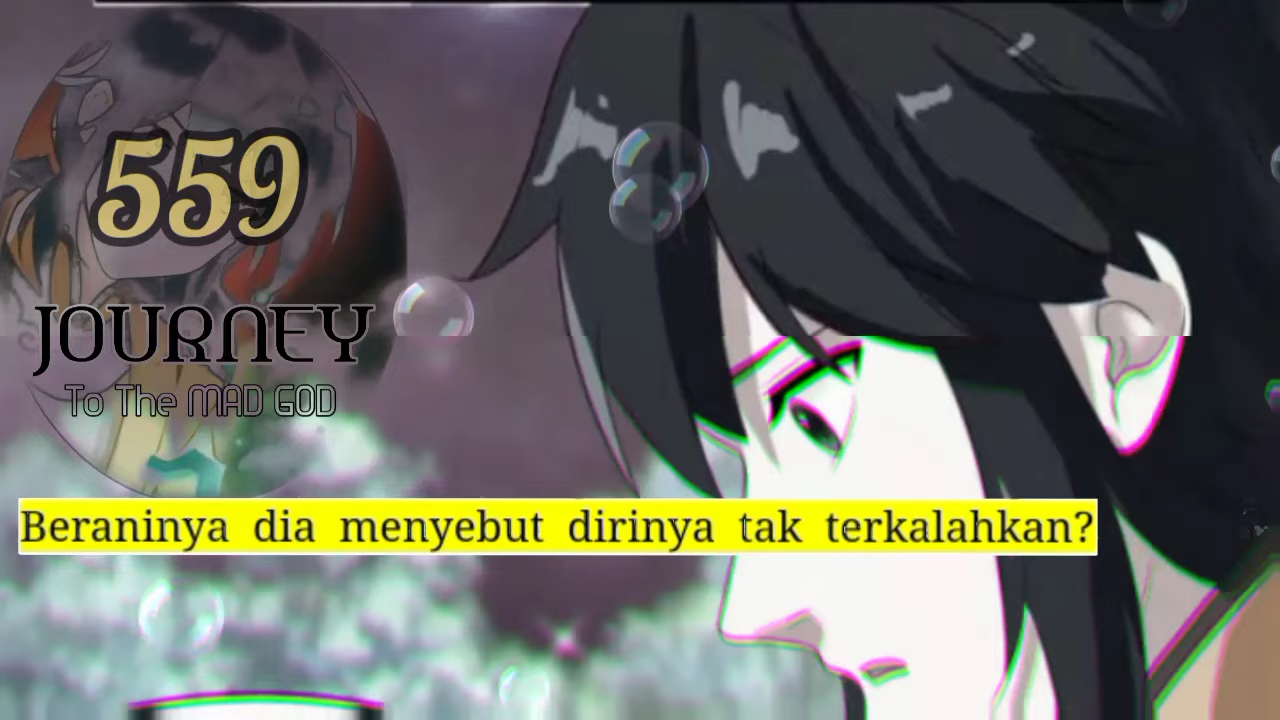 559
JOURNEY
To The MAD GOD
Beraninya dia menyebut dirinya tak terkalahkan?